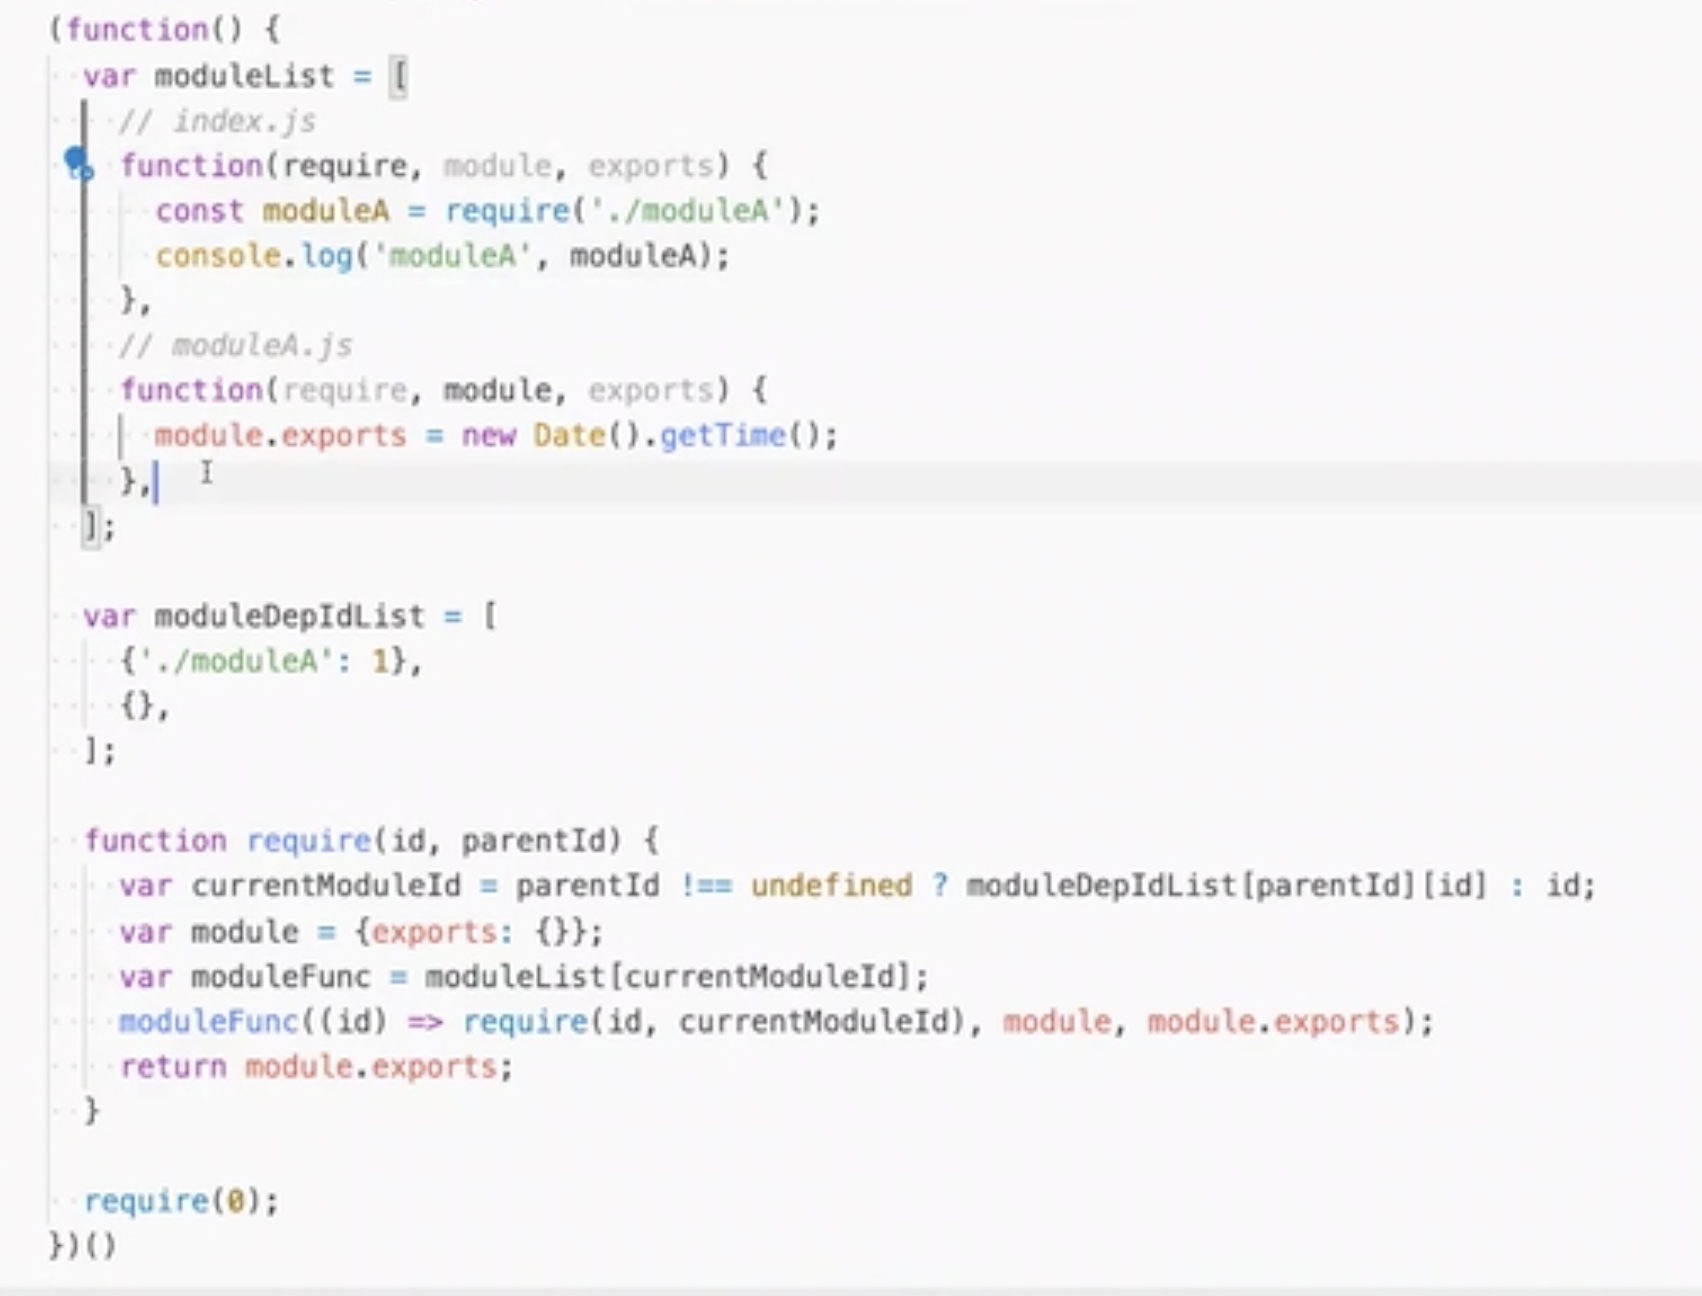 (function() {
  var moduleList = [
    // index.js
    function(require, module, exports) {
      const moduleA = require('./moduleA');
      console.log('moduleA', moduleA);
    },
    // moduleA.js
    function(require, module, exports) {
      module.exports = new Date().getTime();
    },
  ];

  var moduleDepIdList = [
    {'./moduleA': 1},
    {},
  ];

  function require(id, parentId) {
    var currentModuleId = parentId !== undefined ? moduleDepIdList[parentId][id] : id;
    var module = {exports: {}};
    var moduleFunc = moduleList[currentModuleId];
    moduleFunc((id) => require(id, currentModuleId), module, module.exports);
    return module.exports;
  }

  require(0);
})()